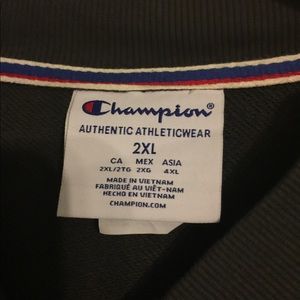 Champion®
AUTHENTIC ATHLETICWEAR
2XL
CA MEX ASIA
2XL/2TG 2XG 4XL
MADE IN VIETNAM
FABRIQUÉ AU VIÊT-NAM
HECHO EN VIETNAM
CHAMPION.COM